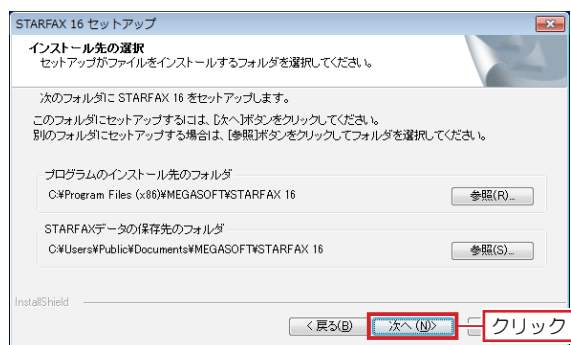 STARFAX 16 セットアップ
インストール先の選択
セットアップがファイルをインストールするフォルダを選択してください。
次のフォルダに STARFAX 16 をセットアップします。
このフォルダにセットアップするには、[次へ]ボタンをクリックしてください。
別のフォルダにセットアップする場合は、[参照]ボタンをクリックしてフォルダを選択してください。
プログラムのインストール先のフォルダ
C:¥Program Files (x86)¥MEGASOFT¥STARFAX 16
参照(R)...
STARFAXデータの保存先のフォルダ
C:¥Users¥Public¥Documents¥MEGASOFT¥STARFAX 16
参照(S)...
InstallShield
< 戻る(B) 次へ (N)> クリック